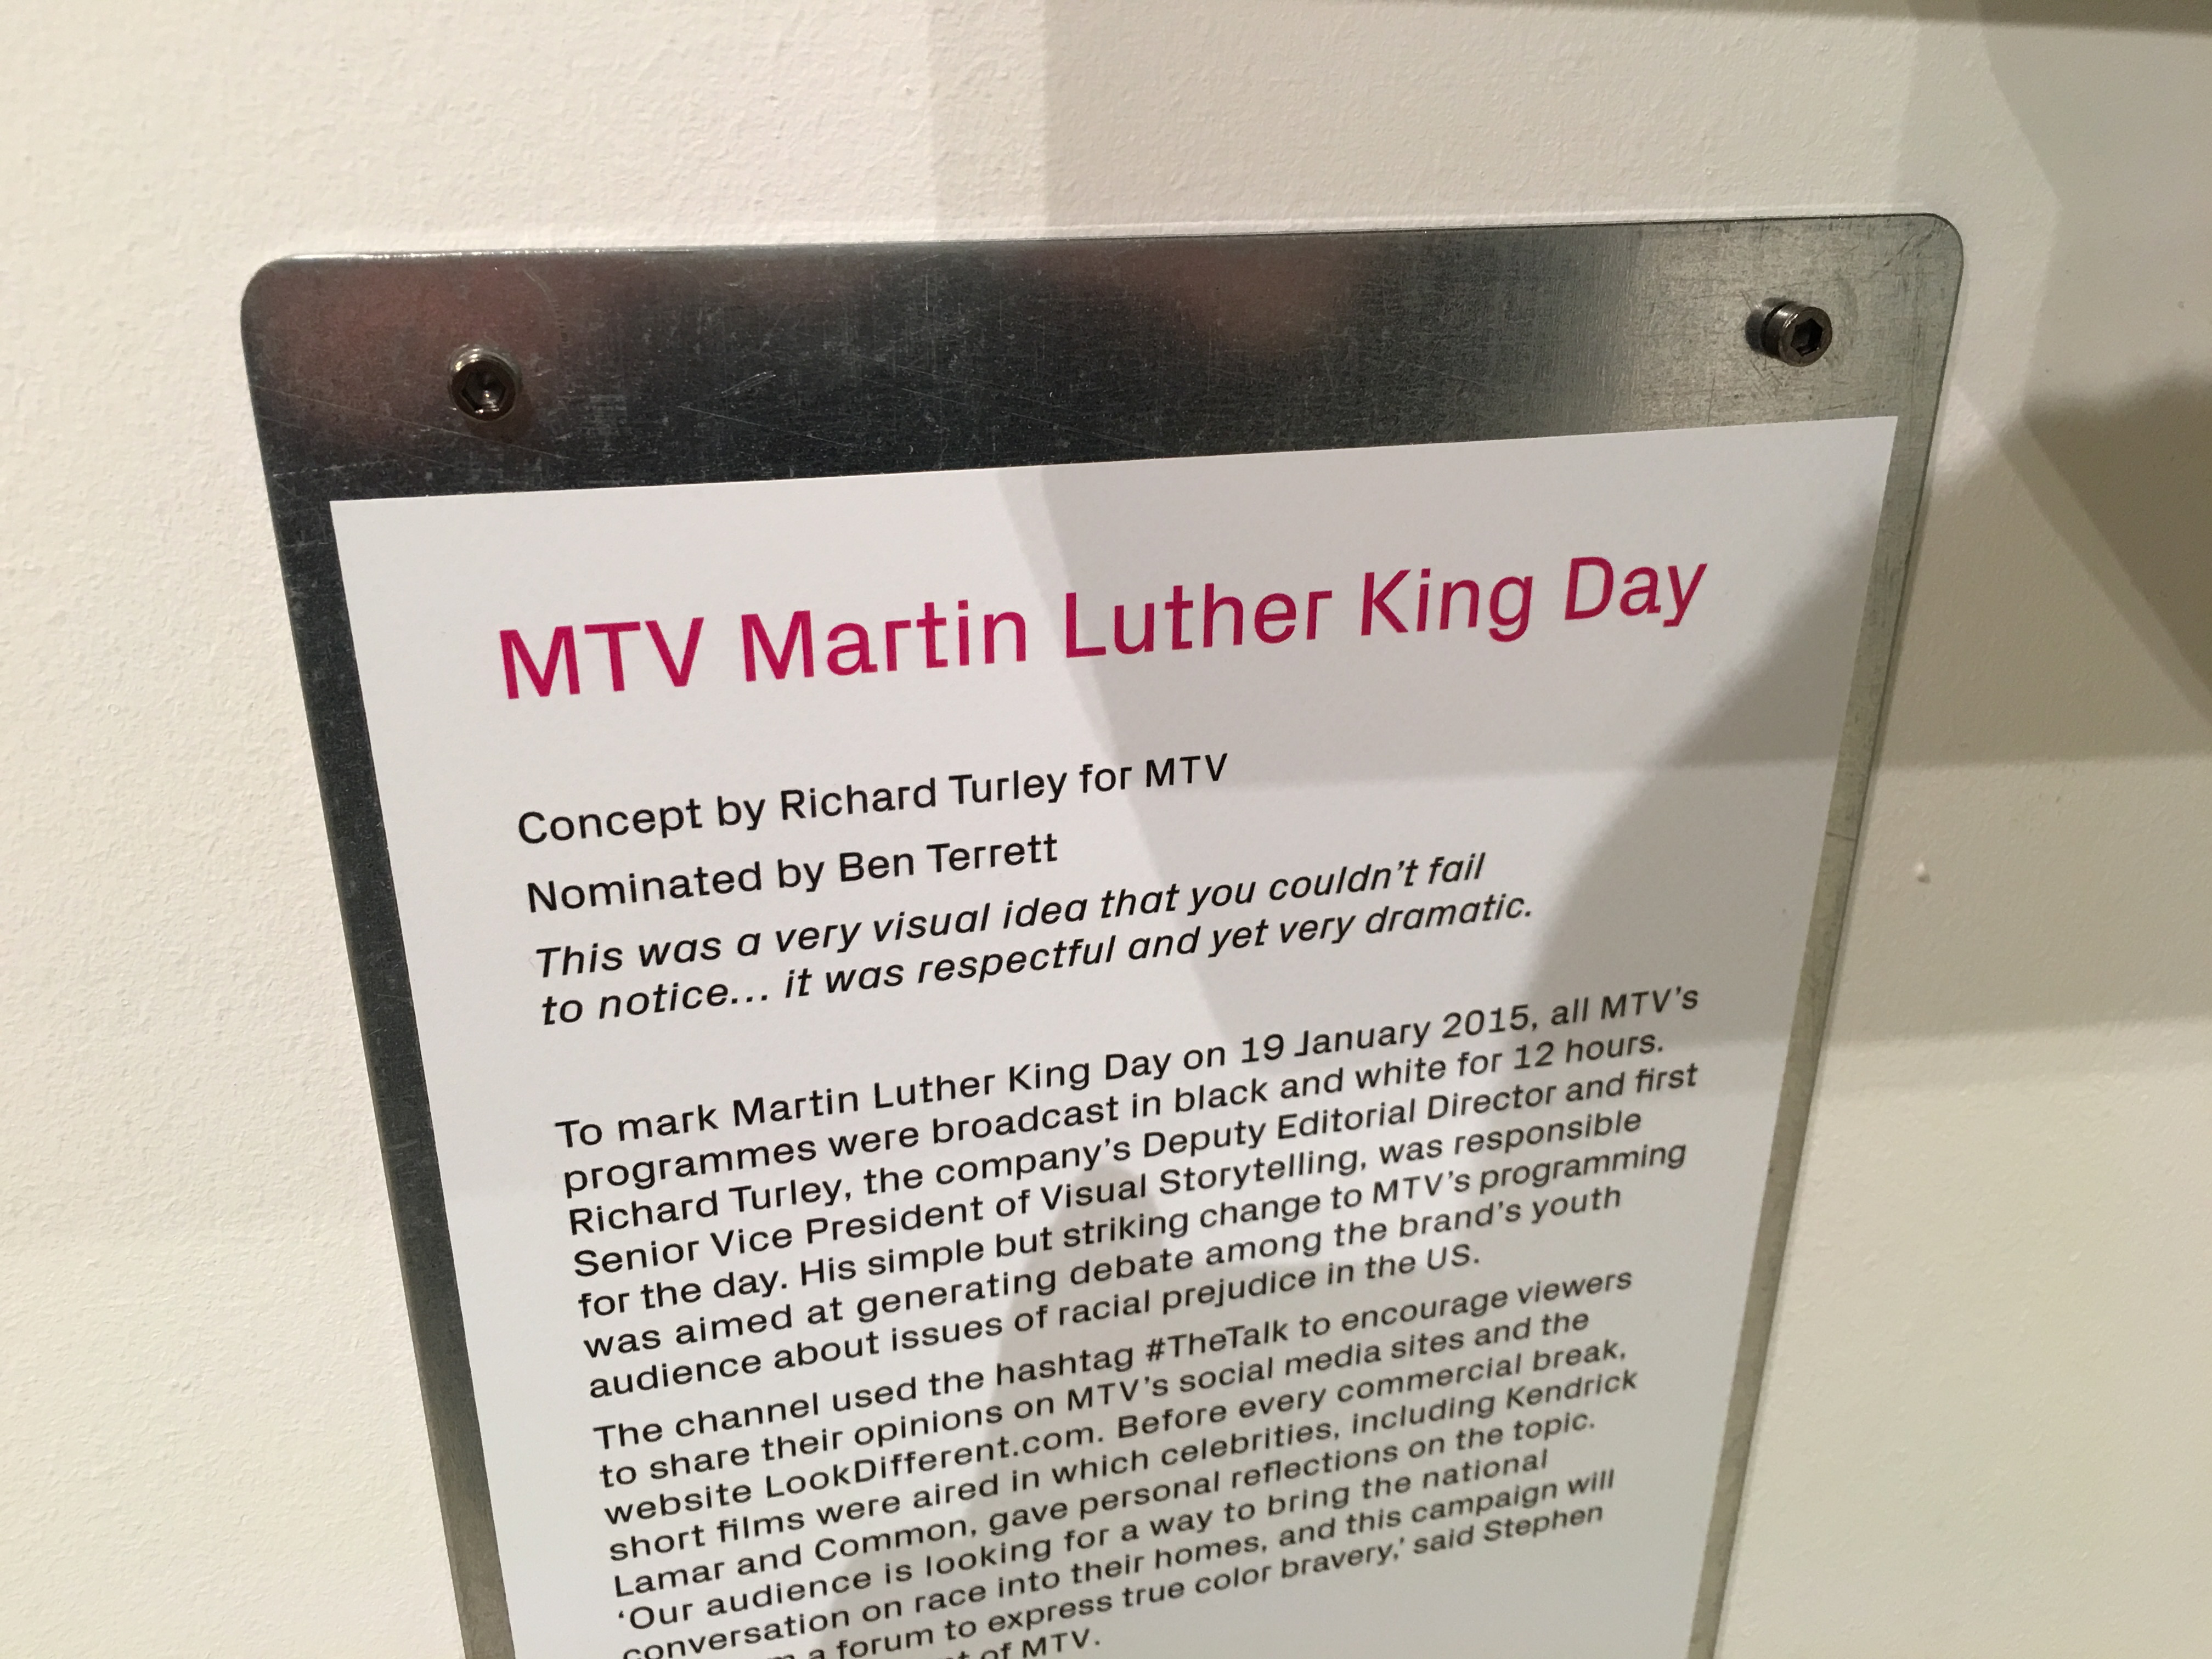 MTV Martin Luther King Day
Concept by Richard Turley for MTV
Nominated by Ben Terrett
This was a very visual idea that you couldn't fail
to notice... it was respectful and yet very dramatic.
To mark Martin Luther King Day on 19 January 2015, all MTV's
programmes were broadcast in black and white for 12 hours.
Richard Turley, the company's Deputy Editorial Director and first
Senior Vice President of Visual Storytelling, was responsible
for the day. His simple but striking change to MTV's programming
was aimed at generating debate among the brand's youth
audience about issues of racial prejudice in the US.
The channel used the hashtag #TheTalk to encourage viewers
to share their opinions on MTV's social media sites and the
website LookDifferent.com. Before every commercial break,
short films were aired in which celebrities, including Kendrick
Lamar and Common, gave personal reflections on the topic.
‘Our audience is looking for a way to bring the national
conversation on race into their homes, and this campaign will
a forum to express true color bravery,’ said Stephen
of MTV.